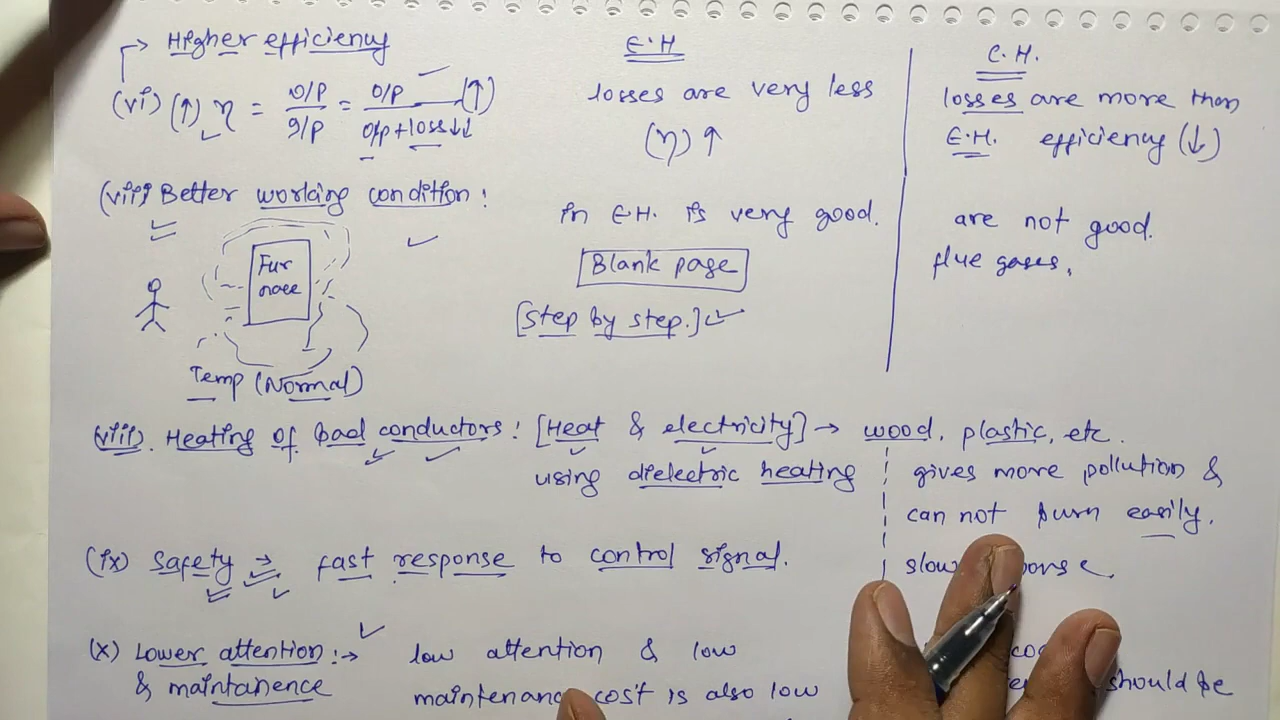 Higher efficiency
(vi) (↑) η = O/P / I/P = O/P / O/p + loss↓↓ (↑)
E.H
losses are very less
(η) ↑
C.H.
losses are more than
E.H. efficiency (↓)
(vii) Better working condition:
in E.H. is very good.
are not good.
flue gases.
Fur
nace
Blank page
[Step by step.]
Temp (Normal)
(viii). Heating of bad conductors: [Heat & electricity] → wood, plastic, etc.
using dielectric heating
gives more pollution &
can not burn easily.
(ix) Safety → fast response to control signal.
slow
(x) Lower attention :→
& maintanence
low attention & low
maintenance cost is also low
should be